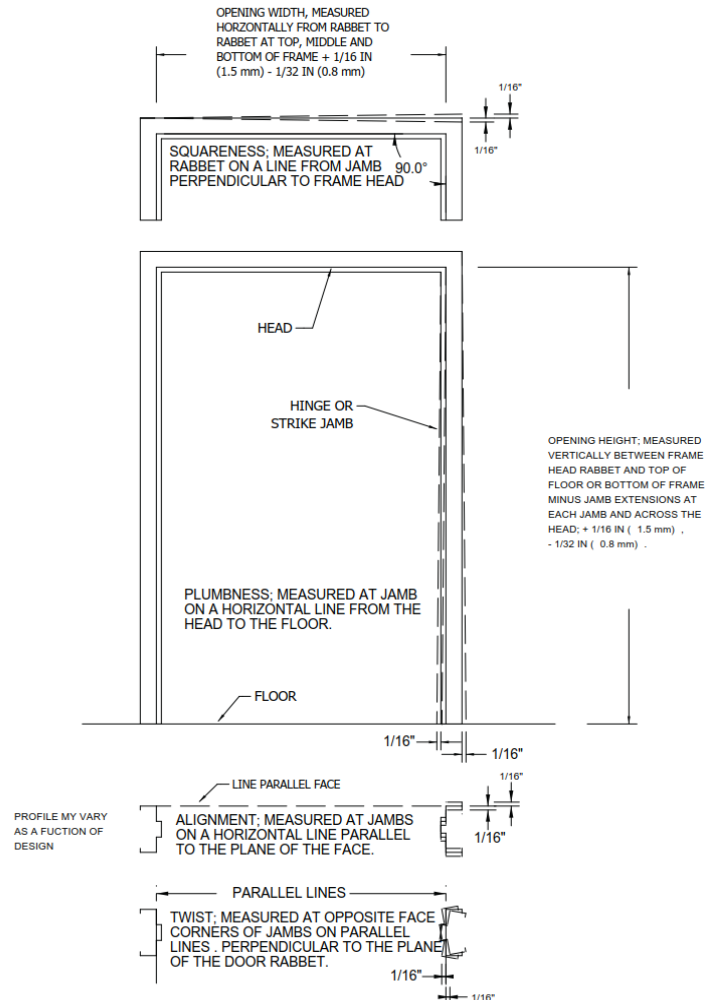 OPENING WIDTH, MEASURED
HORZONTALLY FROM RABBET TO
RABBET AT TOP, MIDDLE AND
BOTTOM OF FRAME + 1/16 IN
(1.5 mm) - 1/32 IN (0.8 mm)
1/16"
1/16"
SQUARENESS; MEASURED AT
RABBET ON A LINE FROM JAMB
PERPENDICULAR TO FRAME HEAD
90.0°
HEAD
HINGE OR
STRIKE JAMB
OPENING HEIGHT; MEASURED
VERTICALLY BETWEEN FRAME
HEAD RABBET AND TOP OF
FLOOR OR BOTTOM OF FRAME
MINUS JAMB EXTENSIONS AT
EACH JAMB AND ACROSS THE
HEAD; + 1/16 IN ( 1.5 mm) ,
- 1/32 IN ( 0.8 mm) .
PLUMBNESS; MEASURED AT JAMB
ON A HORIZONTAL LINE FROM THE
HEAD TO THE FLOOR.
FLOOR
1/16"
1/16"
1/16"
LINE PARALLEL FACE
PROFILE MY VARY
AS A FUCTION OF
DESIGN
ALIGNMENT; MEASURED AT JAMBS
ON A HORIZONTAL LINE PARALLEL
TO THE PLANE OF THE FACE.
1/16"
PARALLEL LINES
TWIST; MEASURED AT OPPOSITE FACE
CORNERS OF JAMBS ON PARALLEL
LINES . PERPENDICULAR TO THE PLANE
OF THE DOOR RABBET.
1/16"
1/16"